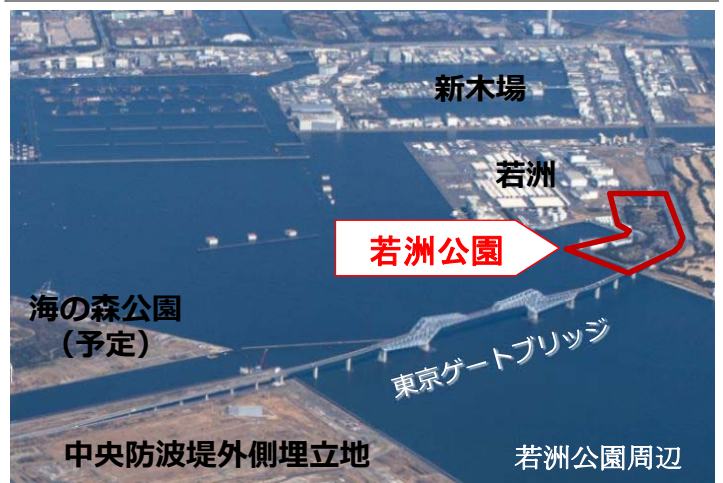 新木場
若洲
若洲公園
海の森公園
（予定）
東京ゲートブリッジ
中央防波堤外側埋立地
若洲公園周辺